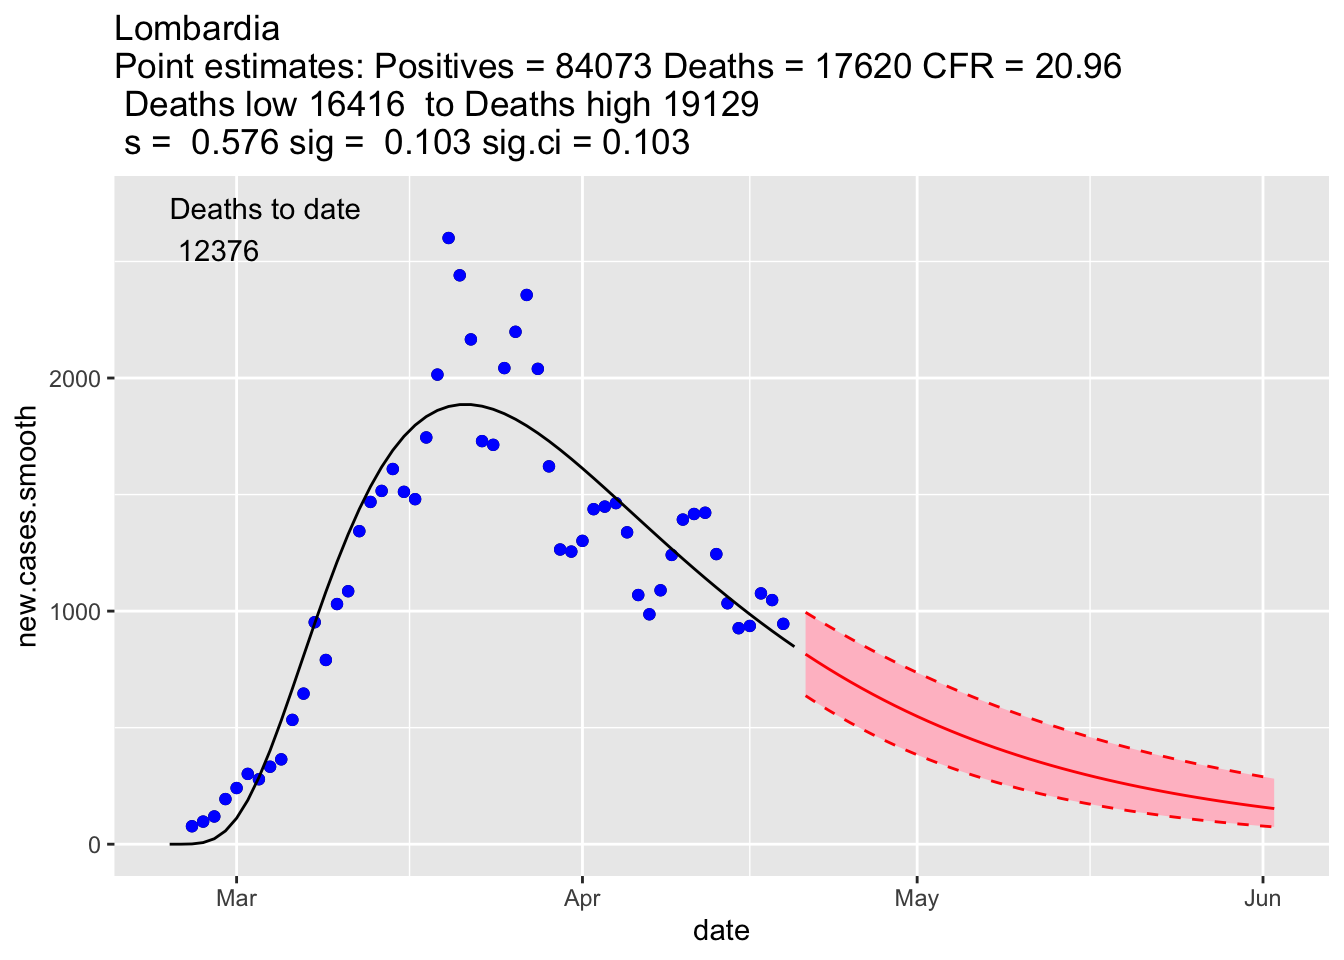 Lombardia
Point estimates: Positives = 84073 Deaths = 17620 CFR = 20.96
Deaths low 16416  to Deaths high 19129
s =  0.576 sig =  0.103 sig.ci = 0.103
Deaths to date
12376
new.cases.smooth
2000
1000
0
Mar
Apr
May
Jun
date